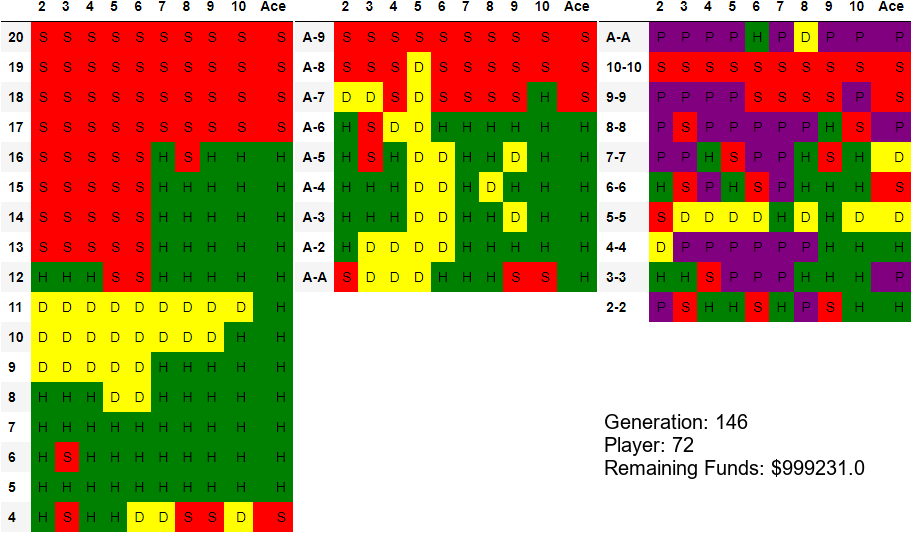 2 3 4 5 6 7 8 9 10 Ace
20 S S S S S S S S S S
19 S S S S S S S S S S
18 S S S S S S S S S S
17 S S S S S S S S S S
16 S S S S S H S H H H
15 S S S S S H H H H H
14 S S S S S H H H H H
13 S S S S S H H H H H
12 H H H S S H H H H H
11 D D D D D D D D D H
10 D D D D D D D D H H
9 D D D D D H H H H H
8 H H H D D H H H H H
7 H H H H H H H H H H
6 H S H H H H H H H H
5 H H H H H H H H H H
4 H S H H D D S S D S
2 3 4 5 6 7 8 9 10 Ace
A-9 S S S S S S S S S S
A-8 S S S D S S S S S S
A-7 D D S D S S S S H S
A-6 H S D D H H H H H H
A-5 H S H D D H H D H H
A-4 H H H D D H D H H H
A-3 H H H D D H H D H H
A-2 H D D D D H H H H H
A-A S D D D H H H S S H
2 3 4 5 6 7 8 9 10 Ace
A-A P P P P H P D P P P
10-10 S S S S S S S S S S
9-9 P P P P S S S S P S
8-8 P S P P P P P H S P
7-7 P P H S P P H S H D
6-6 H S P H S P H H H S
5-5 S D D D D H D H D D
4-4 D P P P P P P H H H
3-3 H H S P P P H H H P
2-2 P S H H S H P S H H
Generation: 146
Player: 72
Remaining Funds: $999231.0